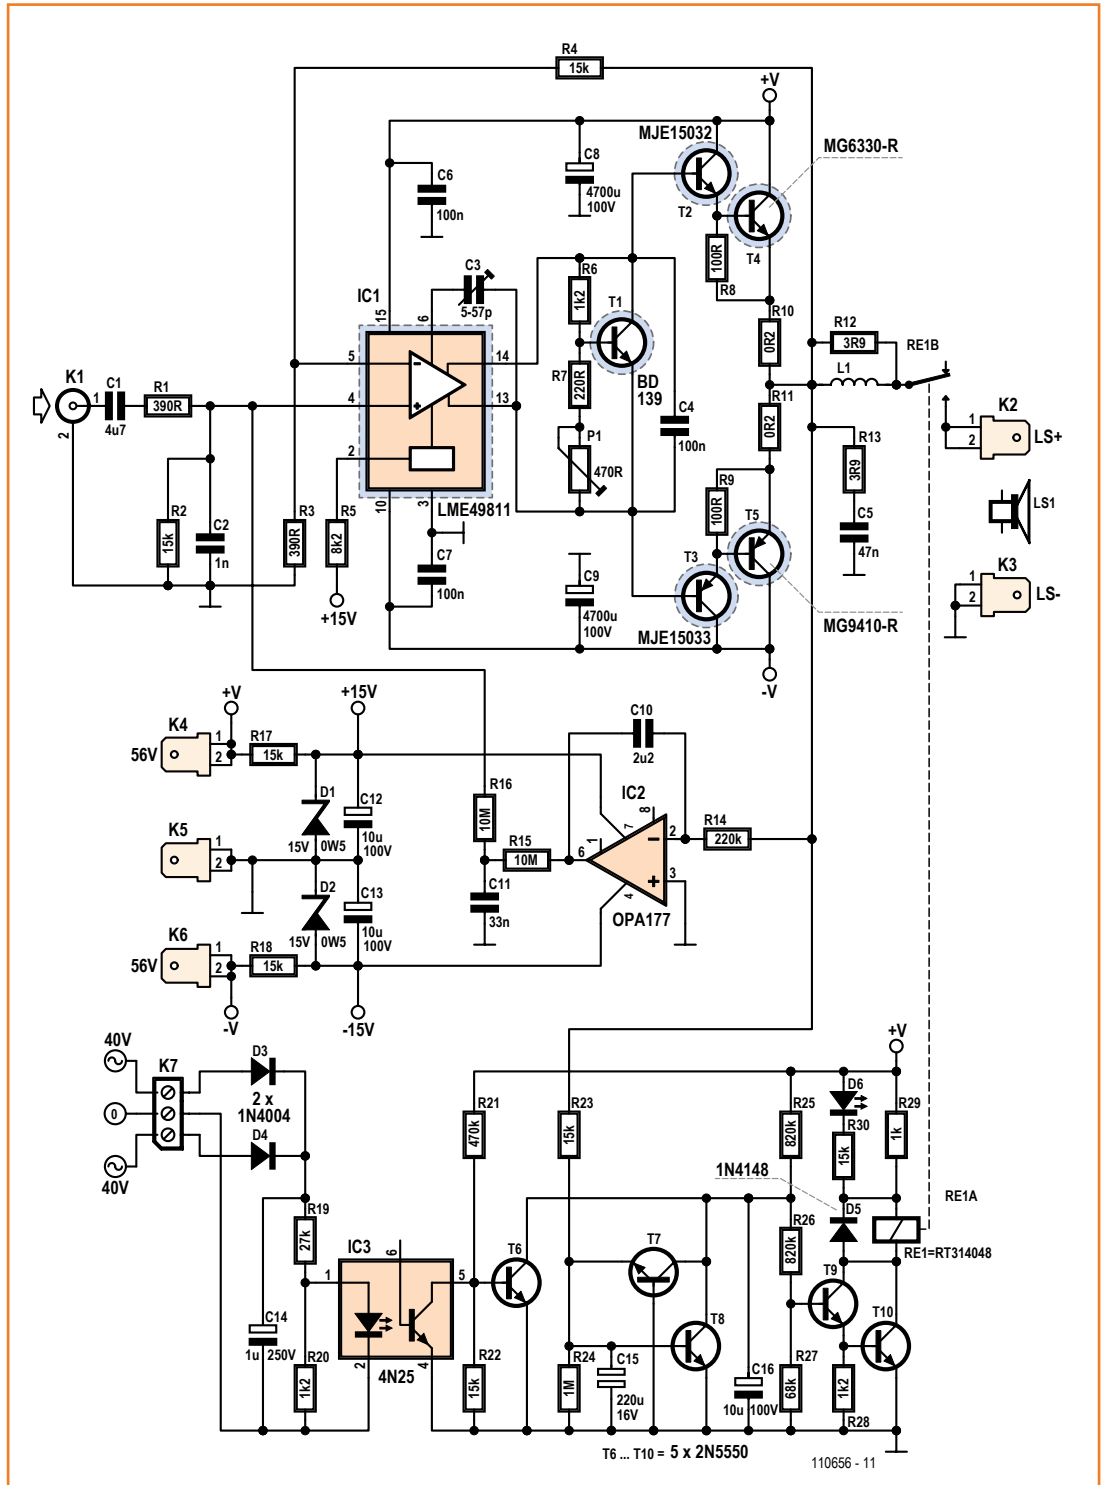 R4
15k
+V
MJE15032
MG6330-R
C8
C6
4700u
100V
100n
T2
T4
100R
R8
C3
5-57p
R6
1k2
T1
IC1
15
6
5
14
4
13
2
10
3
LME49811
R10
0R2
R12
3R9
RE1B
L1
K1
1
2
C1
4u7
R1
390R
R7
220R
BD
139
R11
0R2
C4
100n
P1
470R
K2
1
2
LS+
R13
3R9
LS1
R9
100R
T5
R2
15k
C2
1n
R3
390R
R5
8k2
+15V
C7
100n
C9
4700u
100V
T3
C5
47n
K3
1
2
LS-
MJE15033
MG9410-R
-V
+V
+15V
K4
56V
1
2
R17
15k
C10
2u2
D1
15V
0W5
C12
10u
100V
R16
10M
IC2
8
7
1
6
2
3
4
R14
220k
R15
10M
K5
1
2
C11
33n
OPA177
D2
15V
0W5
C13
10u
100V
K6
56V
1
2
R18
15k
-V
-15V
40V
K7
D3
2 x
1N4004
0
D4
40V
+V
R21
470k
R23
15k
R25
820k
D6
R30
15k
R29
1k
1N4148
RE1A
D5
R19
27k
IC3
6
1
5
2
4
4N25
T6
T7
R26
820k
RE1=RT314048
T9
T10
C14
1u
250V
R20
1k2
R22
15k
T8
R24
1M
C15
220u
16V
C16
10u
100V
R27
68k
1k2
R28
T6 ... T10 = 5 x 2N5550
110656 - 11